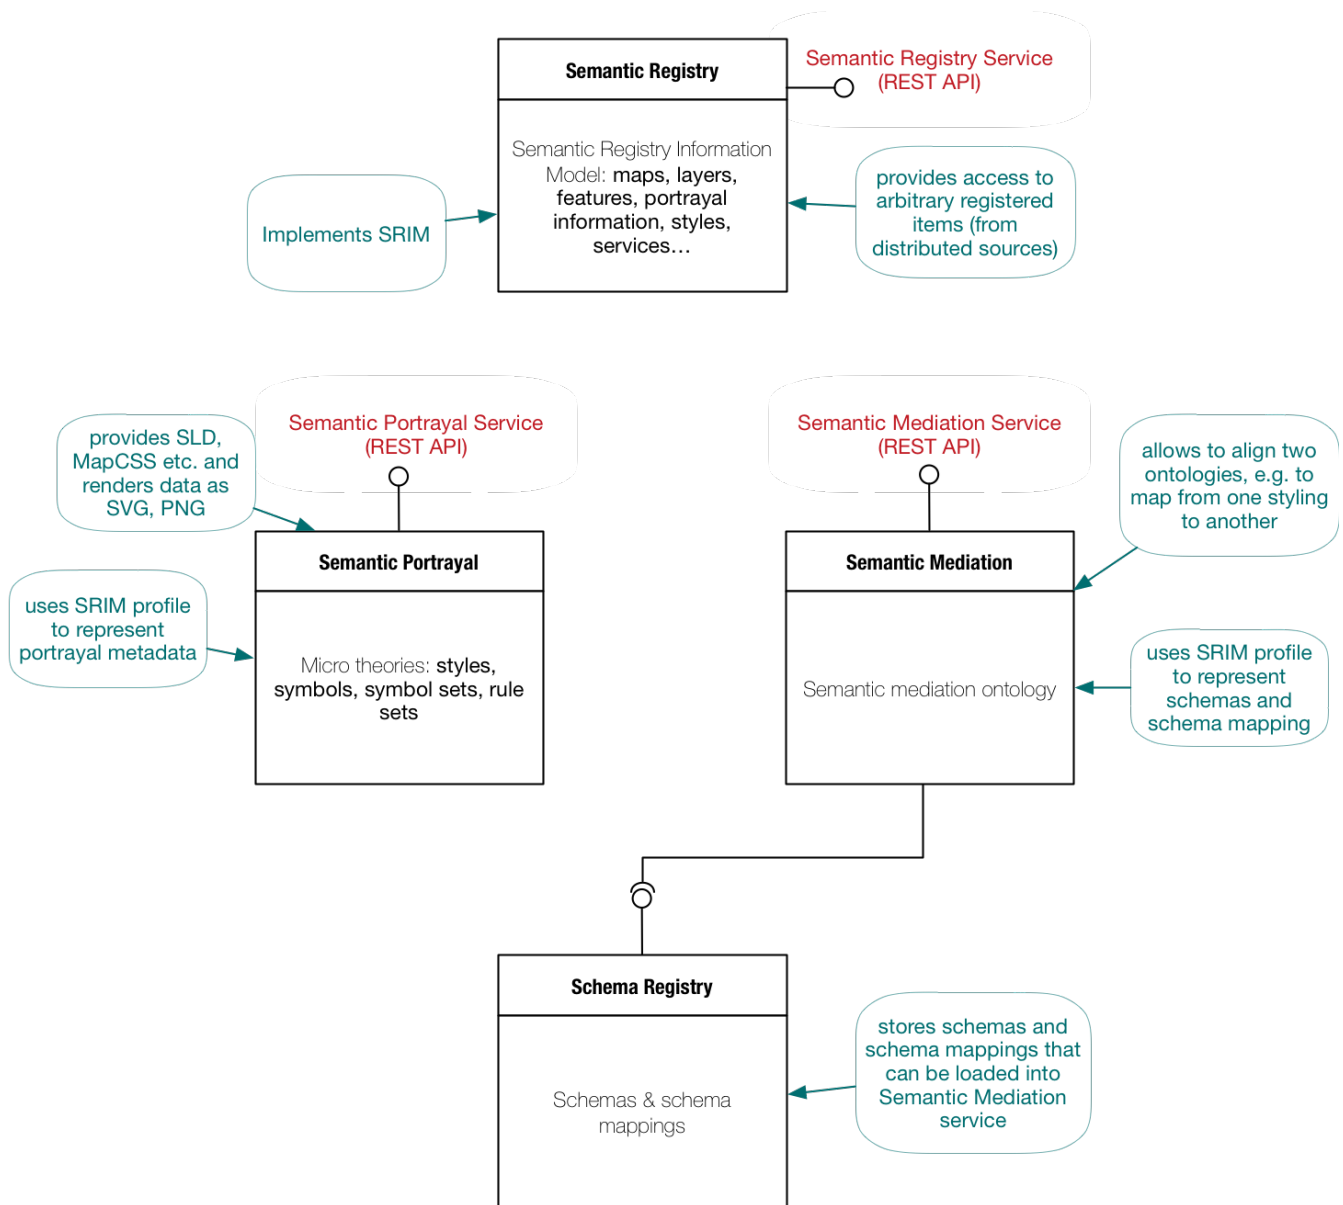 Semantic Registry
Semantic Registry Service
(REST API)
Semantic Registry Information
Model: maps, layers,
features, portrayal
information, styles,
services...
Implements SRIM
provides access to
arbitrary registered
items (from
distributed sources)
Semantic Portrayal Service
(REST API)
provides SLD,
MapCSS etc. and
renders data as
SVG, PNG
Semantic Portrayal
uses SRIM profile
to represent
portrayal metadata
Micro theories: styles,
symbols, symbol sets, rule
sets
Semantic Mediation Service
(REST API)
allows to align two
ontologies, e.g. to
map from one styling
to another
Semantic Mediation
Semantic mediation ontology
uses SRIM profile
to represent
schemas and
schema mapping
Schema Registry
Schemas & schema
mappings
stores schemas and
schema mappings that
can be loaded into
Semantic Mediation
service